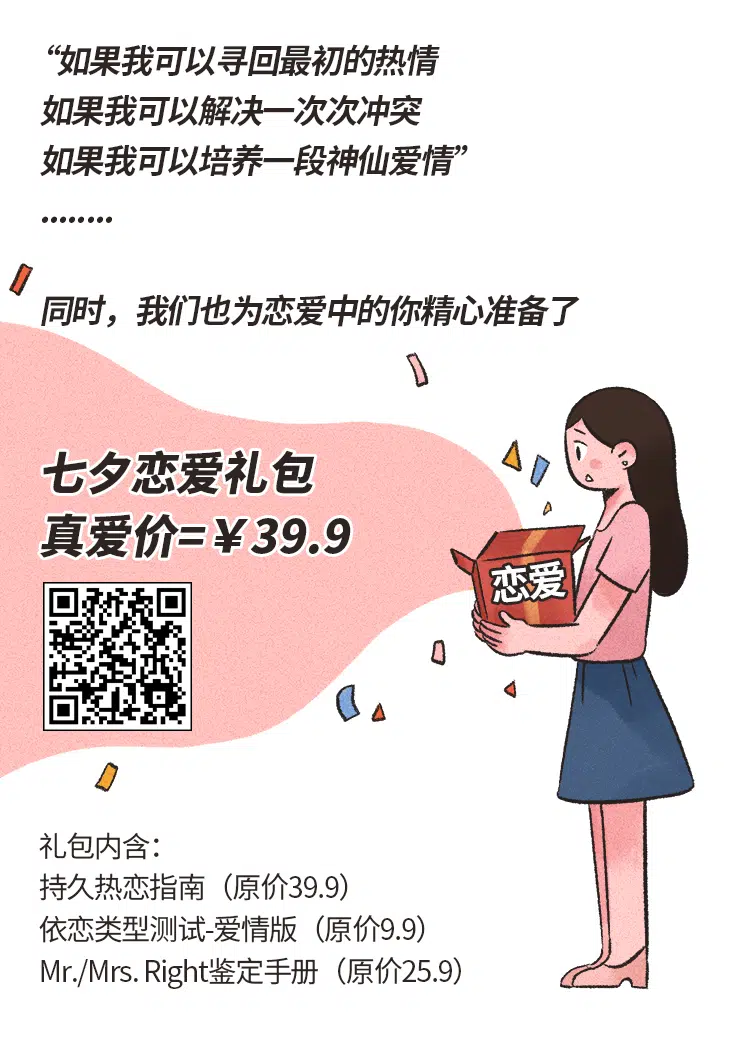 “如果我可以寻回最初的热情
如果我可以解决一次次冲突
如果我可以培养一段神仙爱情”
........
同时，我们也为恋爱中的你精心准备了
七夕恋爱礼包
真爱价=￥39.9
恋爱
礼包内含：
持久热恋指南（原价39.9）
依恋类型测试-爱情版（原价9.9）
Mr./Mrs. Right鉴定手册（原价25.9）